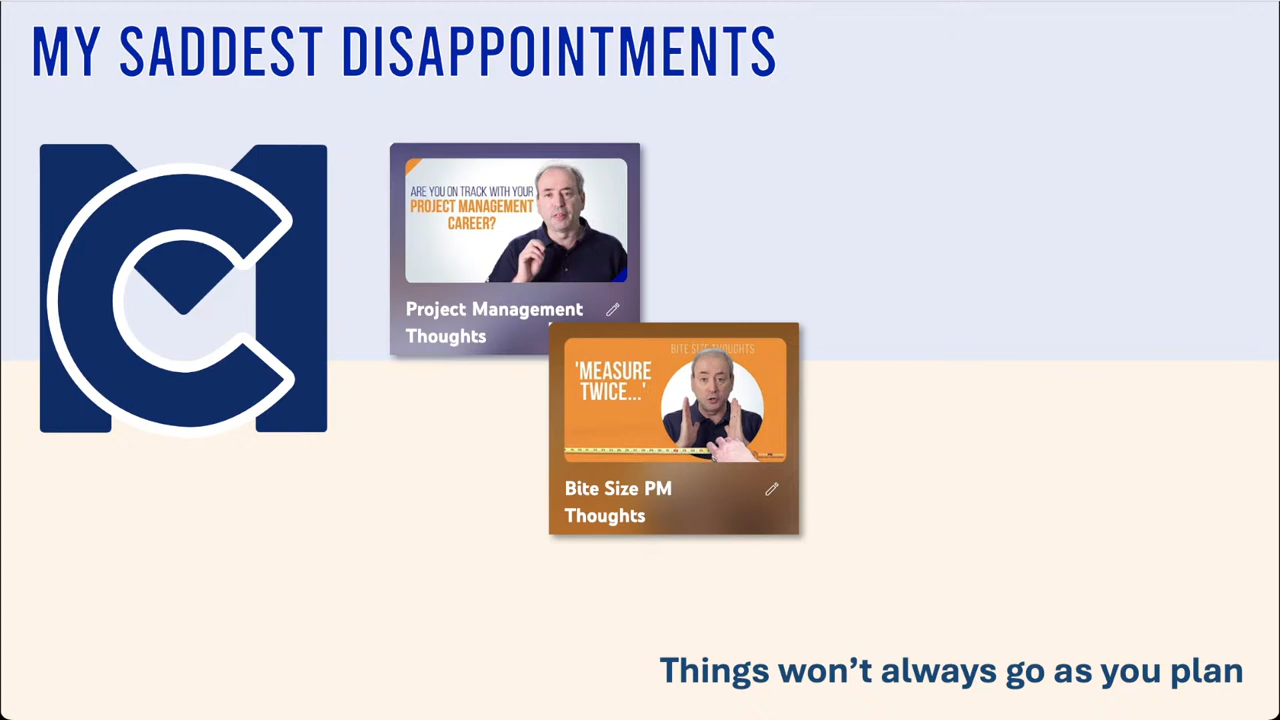 MY SADDEST DISAPPOINTMENTS
ARE YOU ON TRACK WITH YOUR
PROJECT MANAGEMENT
CAREER?
Project Management
Thoughts
BITE SIZE THOUGHTS
'MEASURE
TWICE...'
Bite Size PM
Thoughts
Things won't always go as you plan